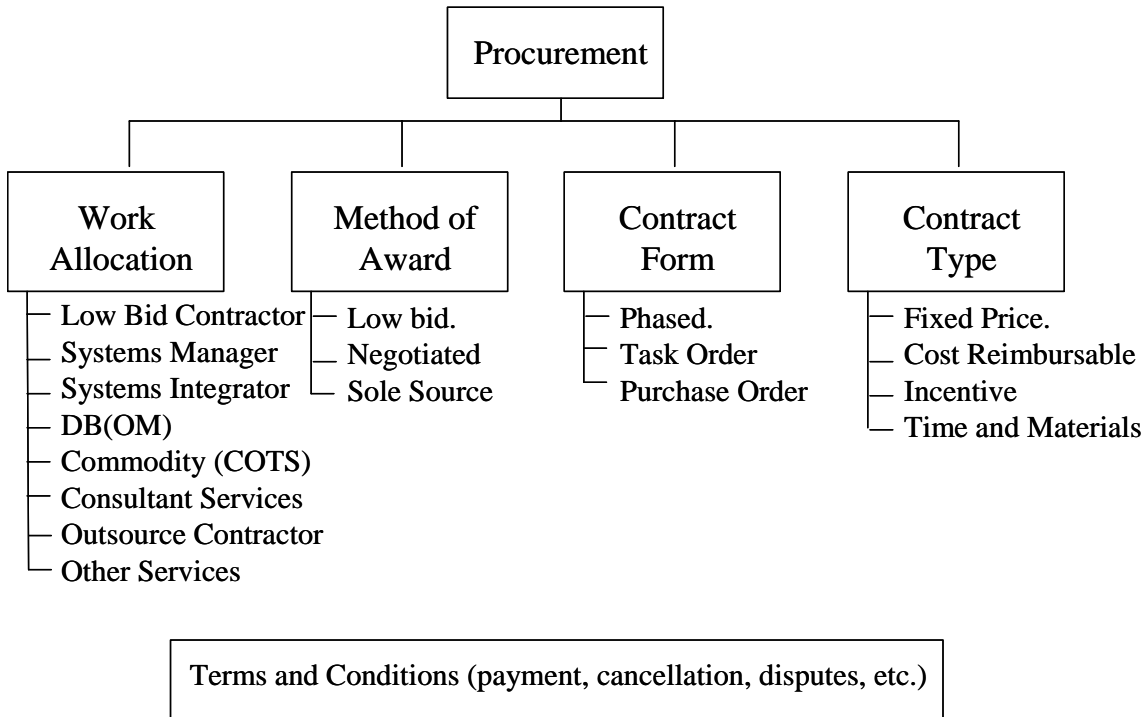 Procurement
Work
Allocation
Low Bid Contractor
Systems Manager
Systems Integrator
DB(OM)
Commodity (COTS)
Consultant Services
Outsource Contractor
Other Services
Method of
Award
Low bid.
Negotiated
Sole Source
Contract
Form
Phased.
Task Order
Purchase Order
Contract
Type
Fixed Price.
Cost Reimbursable
Incentive
Time and Materials
Terms and Conditions (payment, cancellation, disputes, etc.)